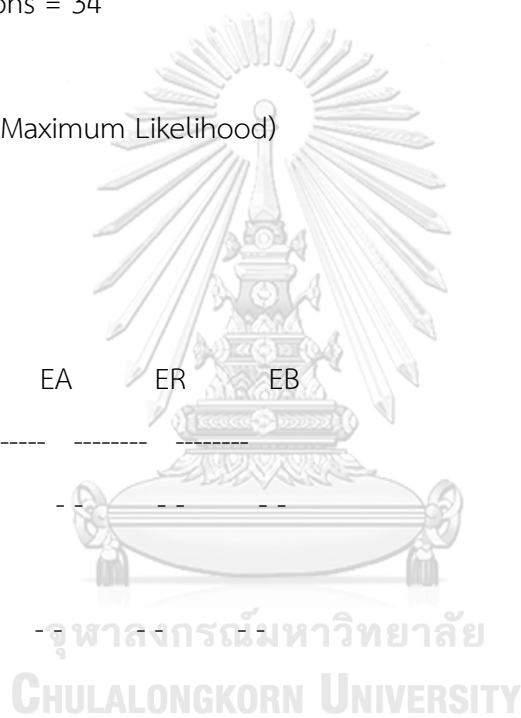 ons = 34
(Maximum Likelihood)
EA ER EB
----- -------- --------
- - - - - -
- - - - - -
จุฬาลงกรณ์มหาวิทยาลัย
CHULALONGKORN UNIVERSITY